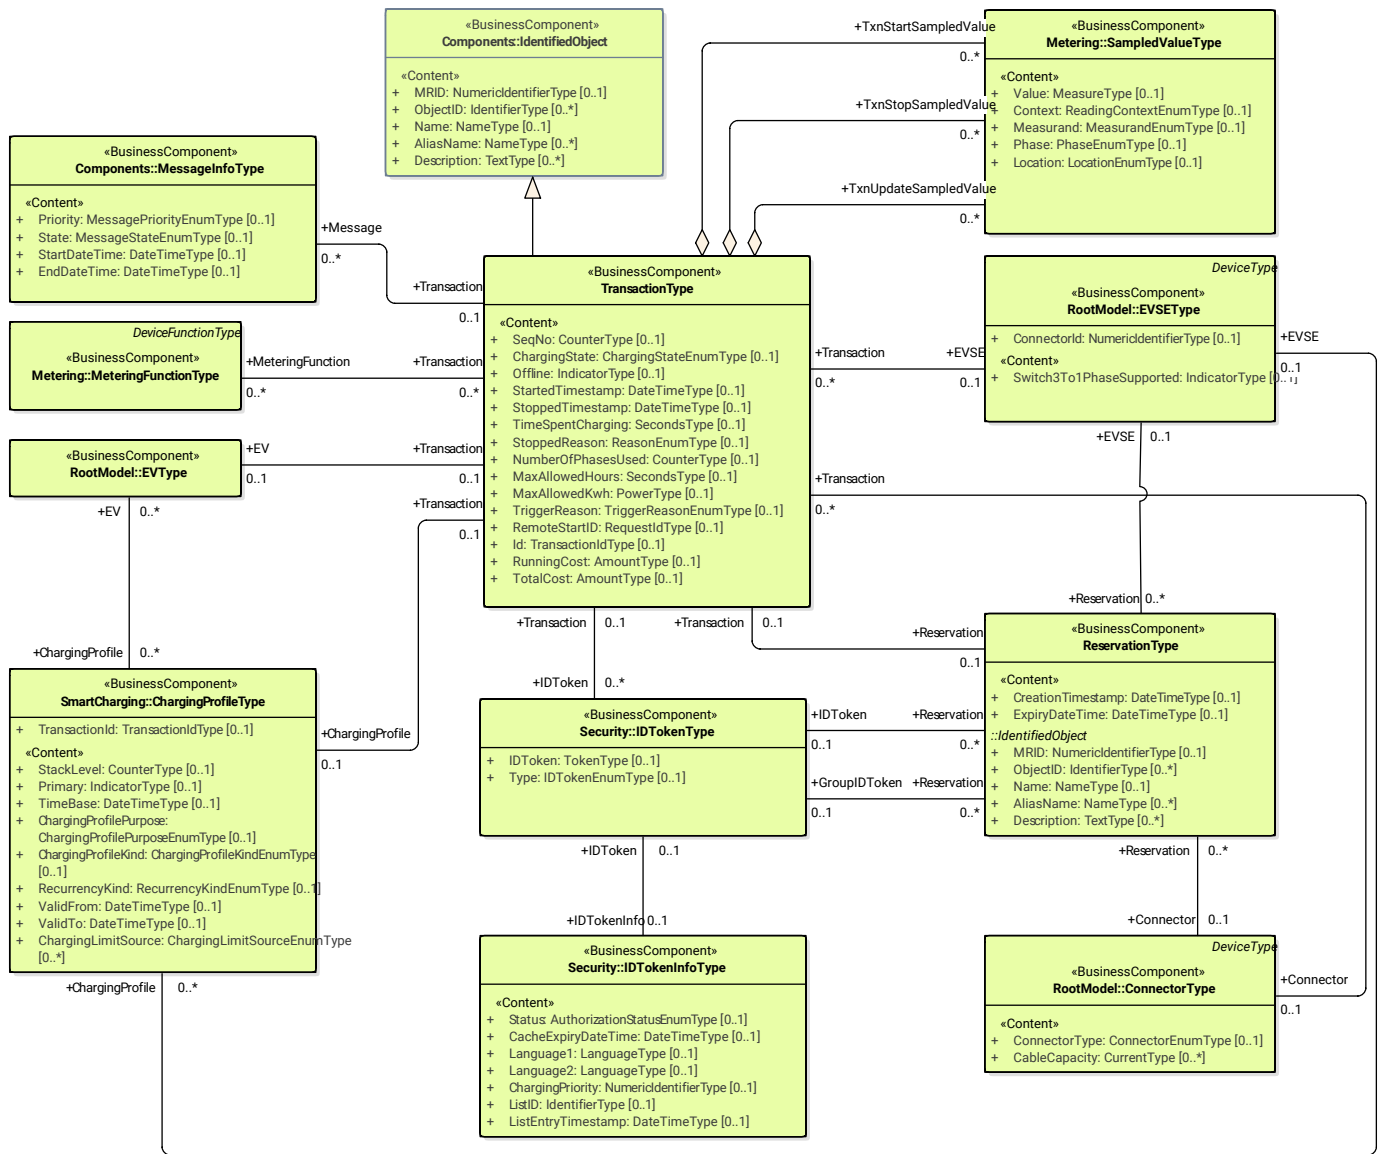 «BusinessComponent»
Components::IdentifiedObject
«Content»
+ MRID: NumericIdentifierType [0..1]
+ ObjectID: IdentifierType [0..*]
+ Name: NameType [0..1]
+ AliasName: NameType [0..*]
+ Description: TextType [0..*]
+TxnStartSampledValue
0..*
+TxnStopSampledValue
0..*
+TxnUpdateSampledValue
0..*
«BusinessComponent»
Metering::SampledValueType
«Content»
+ Value: MeasureType [0..1]
+ Context: ReadingContextEnumType [0..1]
+ Measurand: MeasurandEnumType [0..1]
+ Phase: PhaseEnumType [0..1]
+ Location: LocationEnumType [0..1]
«BusinessComponent»
Components::MessageInfoType
«Content»
+ Priority: MessagePriorityEnumType [0..1]
+ State: MessageStateEnumType [0..1]
+ StartDateTime: DateTimeType [0..1]
+ EndDateTime: DateTimeType [0..1]
+Message
0..*
+Transaction
0..1
DeviceFunctionType
«BusinessComponent»
Metering::MeteringFunctionType
+MeteringFunction
0..*
+Transaction
0..*
«BusinessComponent»
RootModel::EVType
+EV
0..1
+Transaction
0..1
+EV
0..*
+ChargingProfile
0..*
+Transaction
0..1
«BusinessComponent»
TransactionType
«Content»
+ SeqNo: CounterType [0..1]
+ ChargingState: ChargingStateEnumType [0..1]
+ Offline: IndicatorType [0..1]
+ StartedTimestamp: DateTimeType [0..1]
+ StoppedTimestamp: DateTimeType [0..1]
+ TimeSpentCharging: SecondsType [0..1]
+ StoppedReason: ReasonEnumType [0..1]
+ NumberOfPhasesUsed: CounterType [0..1]
+ MaxAllowedHours: SecondsType [0..1]
+ MaxAllowedKwh: PowerType [0..1]
+ TriggerReason: TriggerReasonEnumType [0..1]
+ RemoteStartID: RequestIdType [0..1]
+ Id: TransactionIdType [0..1]
+ RunningCost: AmountType [0..1]
+ TotalCost: AmountType [0..1]
+Transaction
0..*
+EVSE
0..1
DeviceType
«BusinessComponent»
RootModel::EVSEType
+ ConnectorId: NumericIdentifierType [0..1]
«Content»
+ Switch3To1PhaseSupported: IndicatorType [0..1]
+EVSE
0..1
+EVSE
0..1
+Transaction
0..*
+Reservation
0..*
+Transaction
0..1
+Transaction
0..1
+Reservation
0..1
«BusinessComponent»
ReservationType
«Content»
+ CreationTimestamp: DateTimeType [0..1]
+ ExpiryDateTime: DateTimeType [0..1]
::IdentifiedObject
+ MRID: NumericIdentifierType [0..1]
+ ObjectID: IdentifierType [0..*]
+ Name: NameType [0..1]
+ AliasName: NameType [0..*]
+ Description: TextType [0..*]
+IDToken
0..*
«BusinessComponent»
Security::IDTokenType
+ IDToken: TokenType [0..1]
+ Type: IDTokenEnumType [0..1]
+IDToken
0..1
+Reservation
0..*
+GroupIDToken
0..1
+Reservation
0..*
«BusinessComponent»
SmartCharging::ChargingProfileType
+ TransactionId: TransactionIdType [0..1]
«Content»
+ StackLevel: CounterType [0..1]
+ Primary: IndicatorType [0..1]
+ TimeBase: DateTimeType [0..1]
+ ChargingProfilePurpose:
ChargingProfilePurposeEnumType [0..1]
+ ChargingProfileKind: ChargingProfileKindEnumType
[0..1]
+ RecurrencyKind: RecurrencyKindEnumType [0..1]
+ ValidFrom: DateTimeType [0..1]
+ ValidTo: DateTimeType [0..1]
+ ChargingLimitSource: ChargingLimitSourceEnumType
[0..*]
+ChargingProfile
0..1
+ChargingProfile
0..*
+IDToken
0..1
+IDTokenInfo
0..1
«BusinessComponent»
Security::IDTokenInfoType
«Content»
+ Status: AuthorizationStatusEnumType [0..1]
+ CacheExpiryDateTime: DateTimeType [0..1]
+ Language1: LanguageType [0..1]
+ Language2: LanguageType [0..1]
+ ChargingPriority: NumericIdentifierType [0..1]
+ ListID: IdentifierType [0..1]
+ ListEntryTimestamp: DateTimeType [0..1]
+Reservation
0..*
+Connector
0..1
DeviceType
«BusinessComponent»
RootModel::ConnectorType
«Content»
+ ConnectorType: ConnectorEnumType [0..1]
+ CableCapacity: CurrentType [0..*]
+Connector
0..1